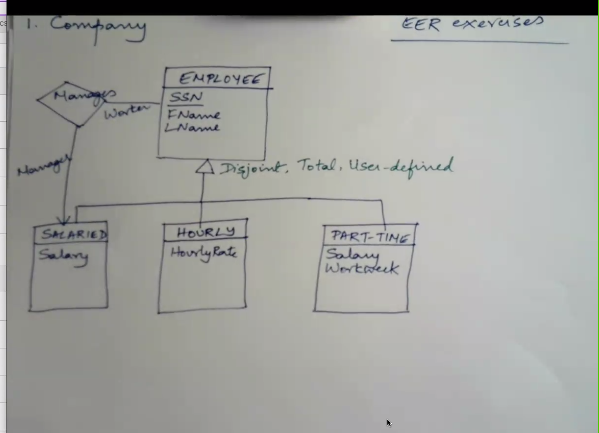 1. Company
EER exercises
EMPLOYEE
SSN
FName
LName
Manages
Worker
Manager
Disjoint, Total, User-defined
SALARIED
Salary
HOURLY
HourlyRate
PART-TIME
Salary
Workweek